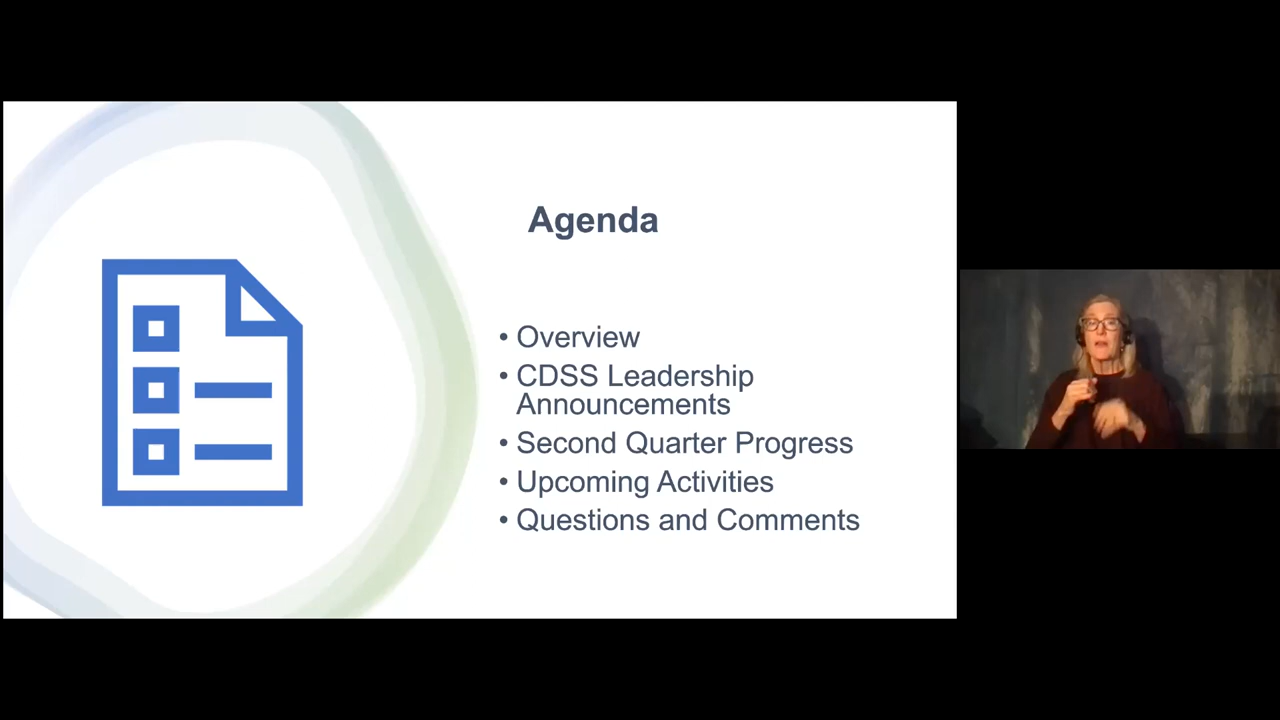 Agenda
• Overview
• CDSS Leadership
Announcements
• Second Quarter Progress
• Upcoming Activities
• Questions and Comments